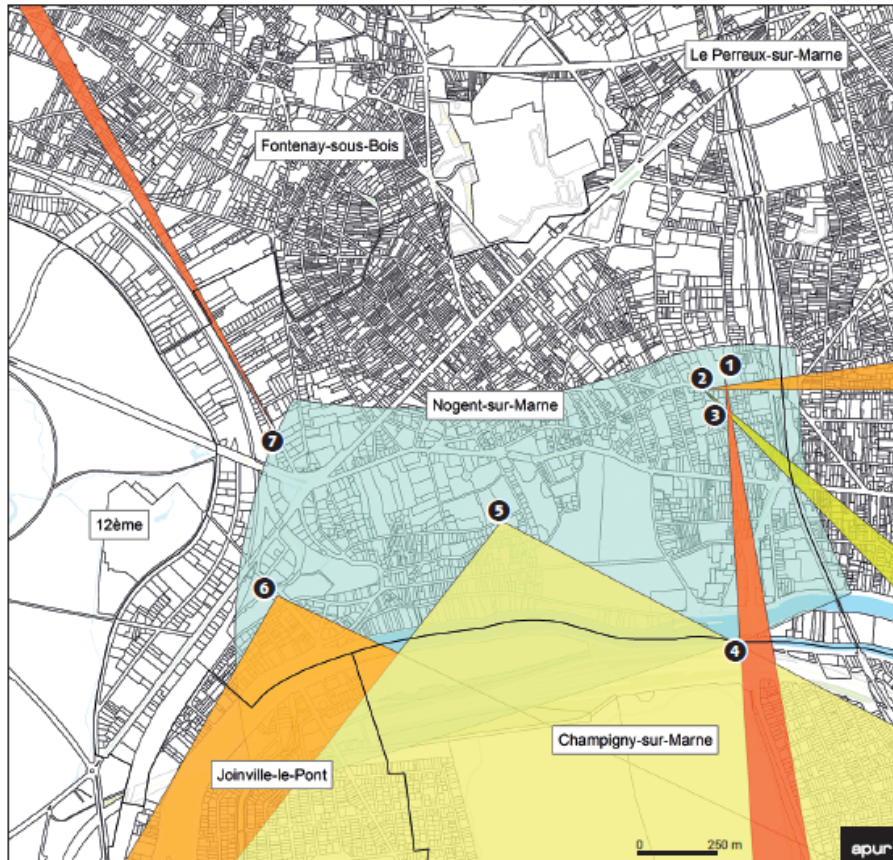 Le Perreux-sur-Marne
Fontenay-sous-Bois
1
2
Nogent-sur-Marne
3
7
5
12ème
6
4
Champigny-sur-Marne
Joinville-le-Pont
0 250 m
apur